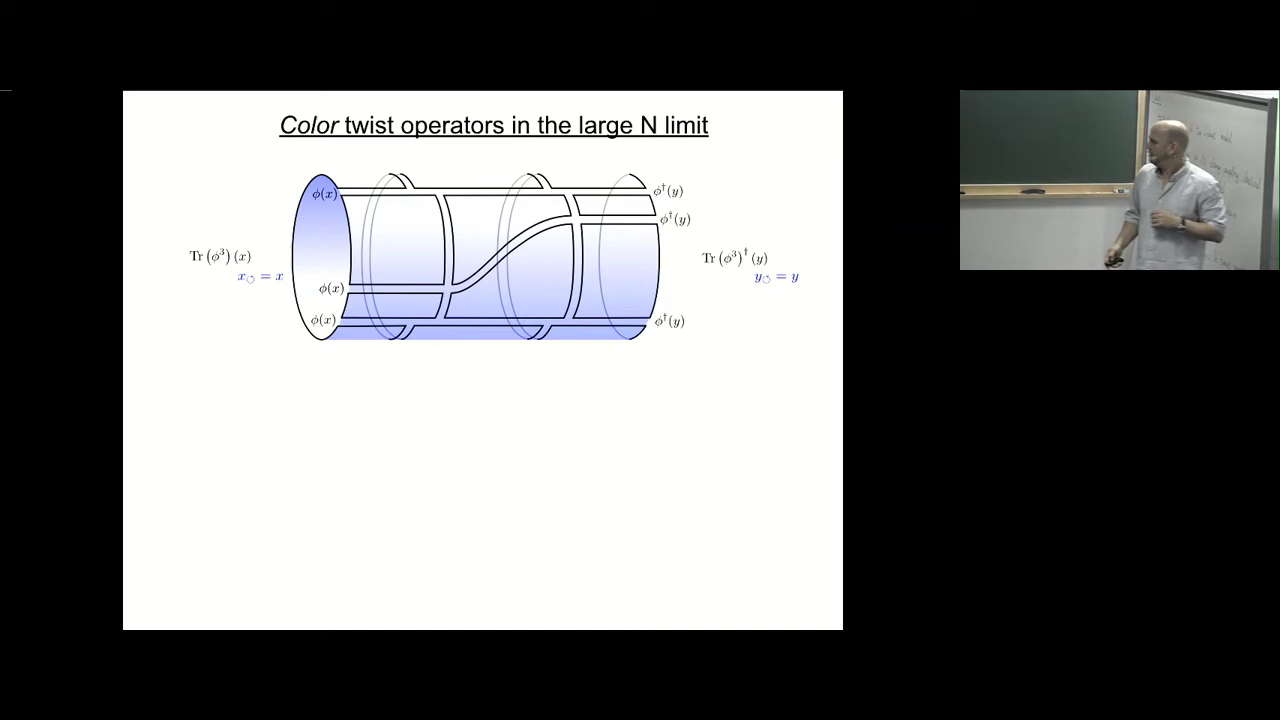 Color twist operators in the large N limit
ϕ(x)
ϕ†(y)
ϕ†(y)
Tr (ϕ³) (x)
x↺ = x
Tr (ϕ³)† (y)
y↺ = y
ϕ(x)
ϕ(x)
ϕ†(y)